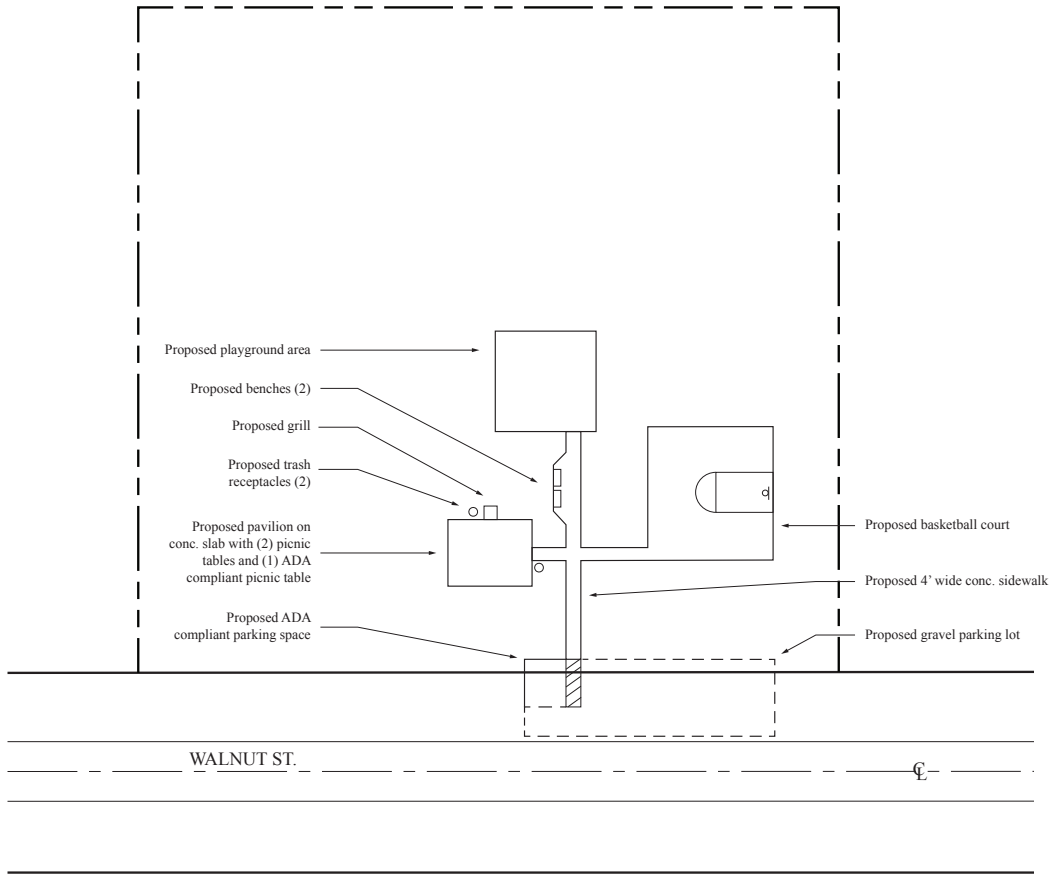 Proposed playground area
Proposed benches (2)
Proposed grill
Proposed trash
receptacles (2)
Proposed pavilion on
conc. slab with (2) picnic
tables and (1) ADA
compliant picnic table
Proposed ADA
compliant parking space
Proposed basketball court
Proposed 4' wide conc. sidewalk
Proposed gravel parking lot
WALNUT ST.
℄